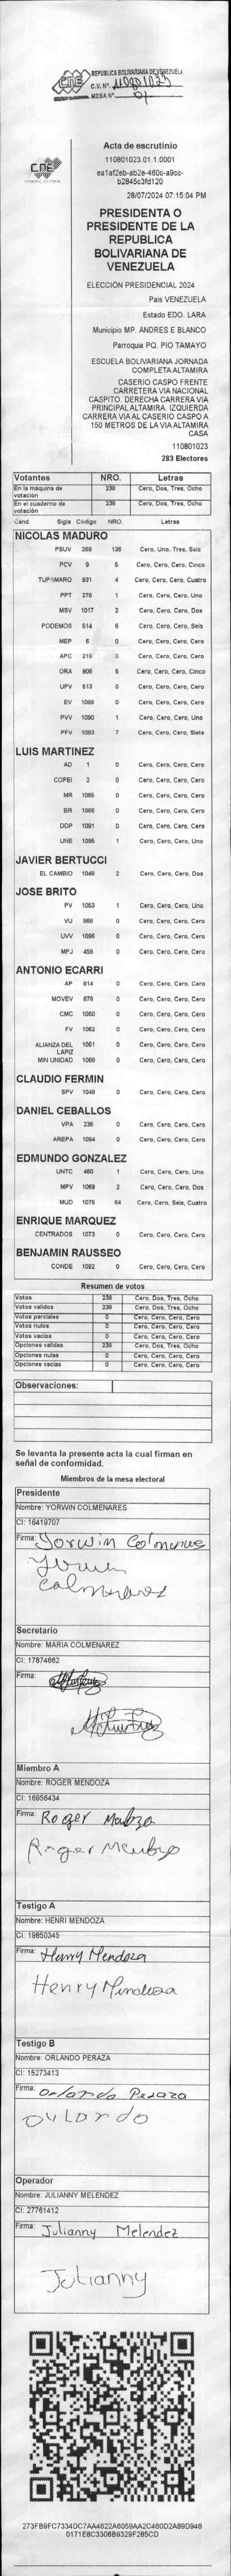 REPUBLICA BOLIVARIANA DE VENEZUELA
C.V. Nº. 110801023
MESA Nº 01
CNE
Acta de escrutinio
110801023.01.1.0001
ea1af2eb-ab2e-460c-a9cc-
b2845c3fd120
28/07/2024 07:15:04 PM
PRESIDENTA O
PRESIDENTE DE LA
REPUBLICA
BOLIVARIANA DE
VENEZUELA
ELECCIÓN PRESIDENCIAL 2024
Pais VENEZUELA
Estado EDO. LARA
Municipio MP. ANDRES E BLANCO
Parroquia PQ. PIO TAMAYO
ESCUELA BOLIVARIANA JORNADA
COMPLETA ALTAMIRA
CASERIO CASPO FRENTE
CARRETERA VIA NACIONAL
CASPITO. DERECHA CARRERA VIA
PRINCIPAL ALTAMIRA. IZQUIERDA
CARRERA VIA AL CASERIO CASPO A
150 METROS DE LA VIA ALTAMIRA
CASA
110801023
283 Electores
Votantes NRO. Letras
En la máquina de votación 238 Cero, Dos, Tres, Ocho
En el cuaderno de votación 238 Cero, Dos, Tres, Ocho
Cand. Sigla Código NRO. Letras
NICOLAS MADURO
PSUV 269 136 Cero, Uno, Tres, Seis
PCV 9 5 Cero, Cero, Cero, Cinco
TUPAMARO 931 4 Cero, Cero, Cero, Cuatro
PPT 276 1 Cero, Cero, Cero, Uno
MSV 1017 2 Cero, Cero, Cero, Dos
PODEMOS 514 6 Cero, Cero, Cero, Seis
MEP 6 0 Cero, Cero, Cero, Cero
APC 219 0 Cero, Cero, Cero, Cero
ORA 906 5 Cero, Cero, Cero, Cinco
UPV 613 0 Cero, Cero, Cero, Cero
EV 1089 0 Cero, Cero, Cero, Cero
PVV 1090 1 Cero, Cero, Cero, Uno
PFV 1093 7 Cero, Cero, Cero, Siete
LUIS MARTINEZ
AD 1 0 Cero, Cero, Cero, Cero
COPEI 2 0 Cero, Cero, Cero, Cero
MR 1055 0 Cero, Cero, Cero, Cero
BR 1066 0 Cero, Cero, Cero, Cero
DDP 1091 0 Cero, Cero, Cero, Cero
UNE 1095 1 Cero, Cero, Cero, Uno
JAVIER BERTUCCI
EL CAMBIO 1048 2 Cero, Cero, Cero, Dos
JOSE BRITO
PV 1053 1 Cero, Cero, Cero, Uno
VU 968 0 Cero, Cero, Cero, Cero
UVV 1096 0 Cero, Cero, Cero, Cero
MPJ 458 0 Cero, Cero, Cero, Cero
ANTONIO ECARRI
AP 814 0 Cero, Cero, Cero, Cero
MOVEV 878 0 Cero, Cero, Cero, Cero
CMC 1050 0 Cero, Cero, Cero, Cero
FV 1062 0 Cero, Cero, Cero, Cero
ALIANZA DEL LAPIZ 1051 0 Cero, Cero, Cero, Cero
MIN UNIDAD 1068 0 Cero, Cero, Cero, Cero
CLAUDIO FERMIN
SPV 1049 0 Cero, Cero, Cero, Cero
DANIEL CEBALLOS
VPA 236 0 Cero, Cero, Cero, Cero
AREPA 1094 0 Cero, Cero, Cero, Cero
EDMUNDO GONZALEZ
UNTC 460 1 Cero, Cero, Cero, Uno
MPV 1069 2 Cero, Cero, Cero, Dos
MUD 1075 64 Cero, Cero, Seis, Cuatro
ENRIQUE MARQUEZ
CENTRADOS 1073 0 Cero, Cero, Cero, Cero
BENJAMIN RAUSSEO
CONDE 1092 0 Cero, Cero, Cero, Cero
Resumen de votos
Votos 238 Cero, Dos, Tres, Ocho
Votos validos 238 Cero, Dos, Tres, Ocho
Votos parciales 0 Cero, Cero, Cero, Cero
Votos nulos 0 Cero, Cero, Cero, Cero
Votos vacios 0 Cero, Cero, Cero, Cero
Opciones validas 238 Cero, Dos, Tres, Ocho
Opciones nulas 0 Cero, Cero, Cero, Cero
Opciones vacias 0 Cero, Cero, Cero, Cero
Observaciones:
Se levanta la presente acta la cual firman en
señal de conformidad.
Miembros de la mesa electoral
Presidente
Nombre: YORWIN COLMENARES
CI: 16419707
Firma: Yorwin Colmenares
Yorwin
Colmenares
Secretario
Nombre: MARIA COLMENAREZ
CI: 17874662
Firma:
Miembro A
Nombre: ROGER MENDOZA
CI: 16956434
Firma: Roger Mendoza
Roger Mendoza
Testigo A
Nombre: HENRI MENDOZA
CI: 19850345
Firma: Henry Mendoza
Henry Mendoza
Testigo B
Nombre: ORLANDO PERAZA
CI: 15273413
Firma: Orlando Peraza
Orlando
Operador
Nombre: JULIANNY MELENDEZ
CI: 27761412
Firma: Julianny Melendez
Julianny
273FB9FC7334DC7AA4622A6059AA2C460D2A89D948
0171E8C3308B9329F285CD